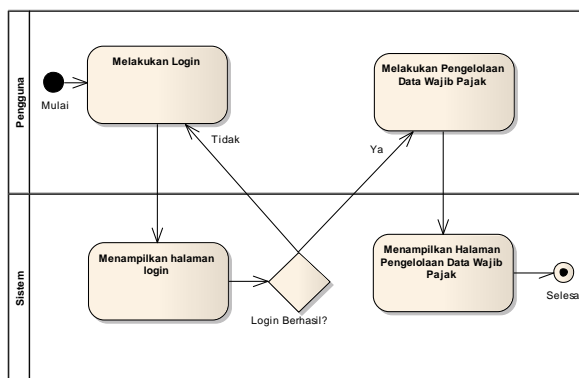 Pengguna
Melakukan Login
Melakukan Pengelolaan
Data Wajib Pajak
Mulai
Tidak
Ya
Sistem
Menampilkan halaman
login
Menampilkan Halaman
Pengelolaan Data Wajib
Pajak
Login Berhasil?
Selesa